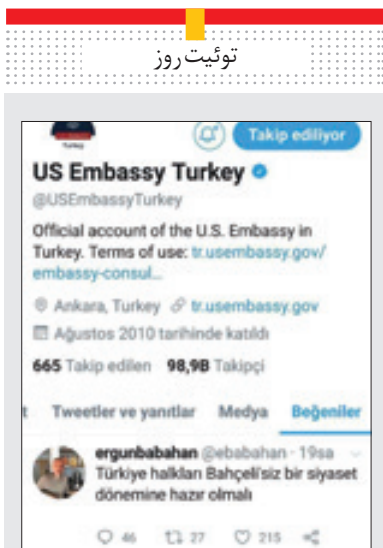 توئیت روز
Turkey
Takip ediliyor
US Embassy Turkey
@USEmbassyTurkey
Official account of the U.S. Embassy in
Turkey. Terms of use: tr.usembassy.gov/
embassy-consul...
Ankara, Turkey tr.usembassy.gov
Ağustos 2010 tarihinde katıldı
665 Takip edilen 98,9B Takipçi
t Tweetler ve yanıtlar Medya Beğeniler
ergunbabahan @ebabahan · 19sa
Türkiye halkları Bahçeli'siz bir siyaset
dönemine hazır olmalı
46 27 215